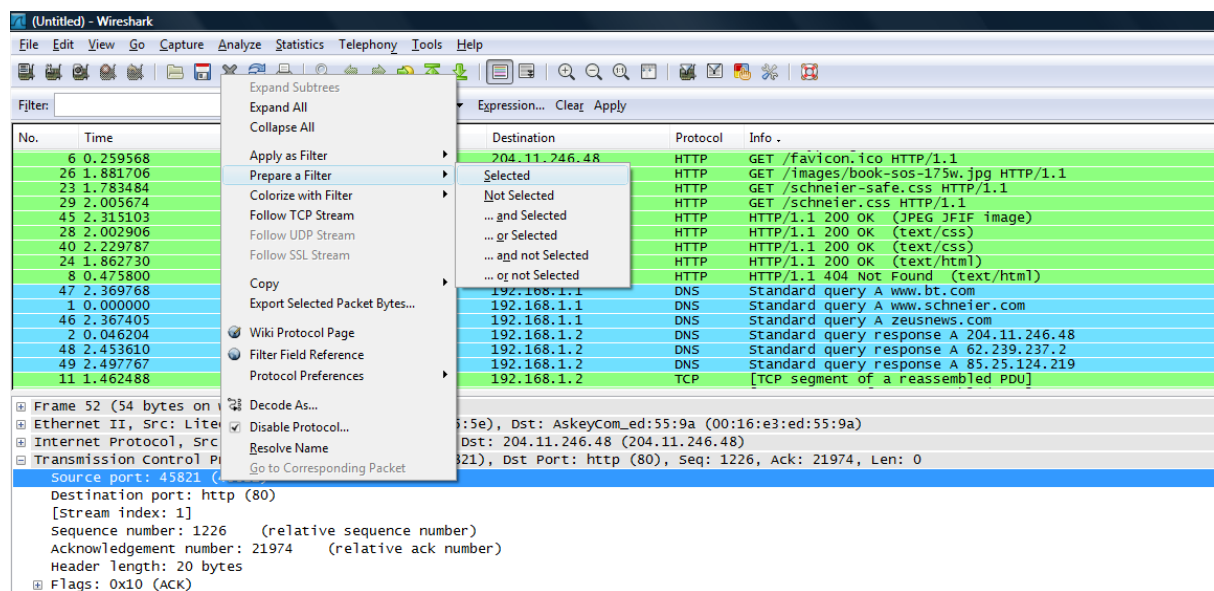 (Untitled) - Wireshark
File Edit View Go Capture Analyze Statistics Telephony Tools Help
Filter: Expression... Clear Apply
No. Time Destination Protocol Info
6 0.259568 204.11.246.48 HTTP GET /favicon.ico HTTP/1.1
26 1.881706 HTTP GET /images/book-sos-175w.jpg HTTP/1.1
23 1.783484 HTTP GET /schneier-safe.css HTTP/1.1
29 2.005674 HTTP GET /schneier.css HTTP/1.1
45 2.315103 HTTP HTTP/1.1 200 OK (JPEG JFIF image)
28 2.002906 HTTP HTTP/1.1 200 OK (text/css)
40 2.229787 HTTP HTTP/1.1 200 OK (text/css)
24 1.862730 HTTP HTTP/1.1 200 OK (text/html)
8 0.475800 HTTP HTTP/1.1 404 Not Found (text/html)
47 2.369768 192.168.1.1 DNS Standard query A www.bt.com
1 0.000000 192.168.1.1 DNS Standard query A www.schneier.com
46 2.367405 192.168.1.1 DNS Standard query A zeusnews.com
2 0.046204 192.168.1.2 DNS Standard query response A 204.11.246.48
48 2.453610 192.168.1.2 DNS Standard query response A 62.239.237.2
49 2.497767 192.168.1.2 DNS Standard query response A 85.25.124.219
11 1.462488 192.168.1.2 TCP [TCP segment of a reassembled PDU]
Expand Subtrees
Expand All
Collapse All
Apply as Filter
Prepare a Filter
Colorize with Filter
Follow TCP Stream
Follow UDP Stream
Follow SSL Stream
Copy
Export Selected Packet Bytes...
Wiki Protocol Page
Filter Field Reference
Protocol Preferences
Decode As...
Disable Protocol...
Resolve Name
Go to Corresponding Packet
Selected
Not Selected
... and Selected
... or Selected
... and not Selected
... or not Selected
Frame 52 (54 bytes on
Ethernet II, Src: Lite :5e), Dst: AskeyCom_ed:55:9a (00:16:e3:ed:55:9a)
Internet Protocol, Src Dst: 204.11.246.48 (204.11.246.48)
Transmission Control P 821), Dst Port: http (80), Seq: 1226, Ack: 21974, Len: 0
Source port: 45821
Destination port: http (80)
[Stream index: 1]
Sequence number: 1226 (relative sequence number)
Acknowledgement number: 21974 (relative ack number)
Header length: 20 bytes
Flags: 0x10 (ACK)